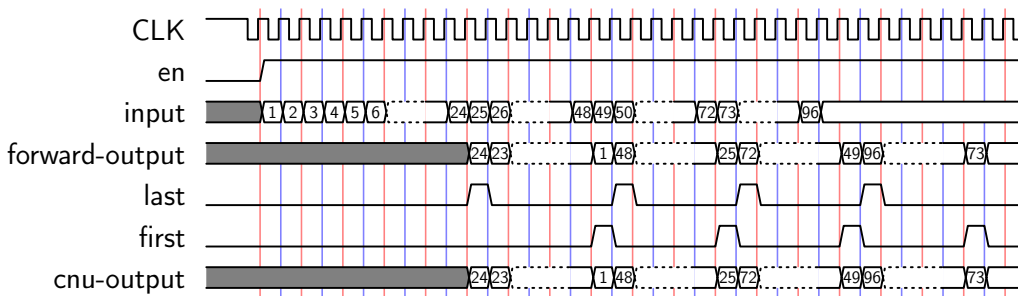 CLK
en
input 1 2 3 4 5 6 24 25 26 48 49 50 72 73 96
forward-output 24 23 1 48 25 72 49 96 73
last
first
cnu-output 24 23 1 48 25 72 49 96 73